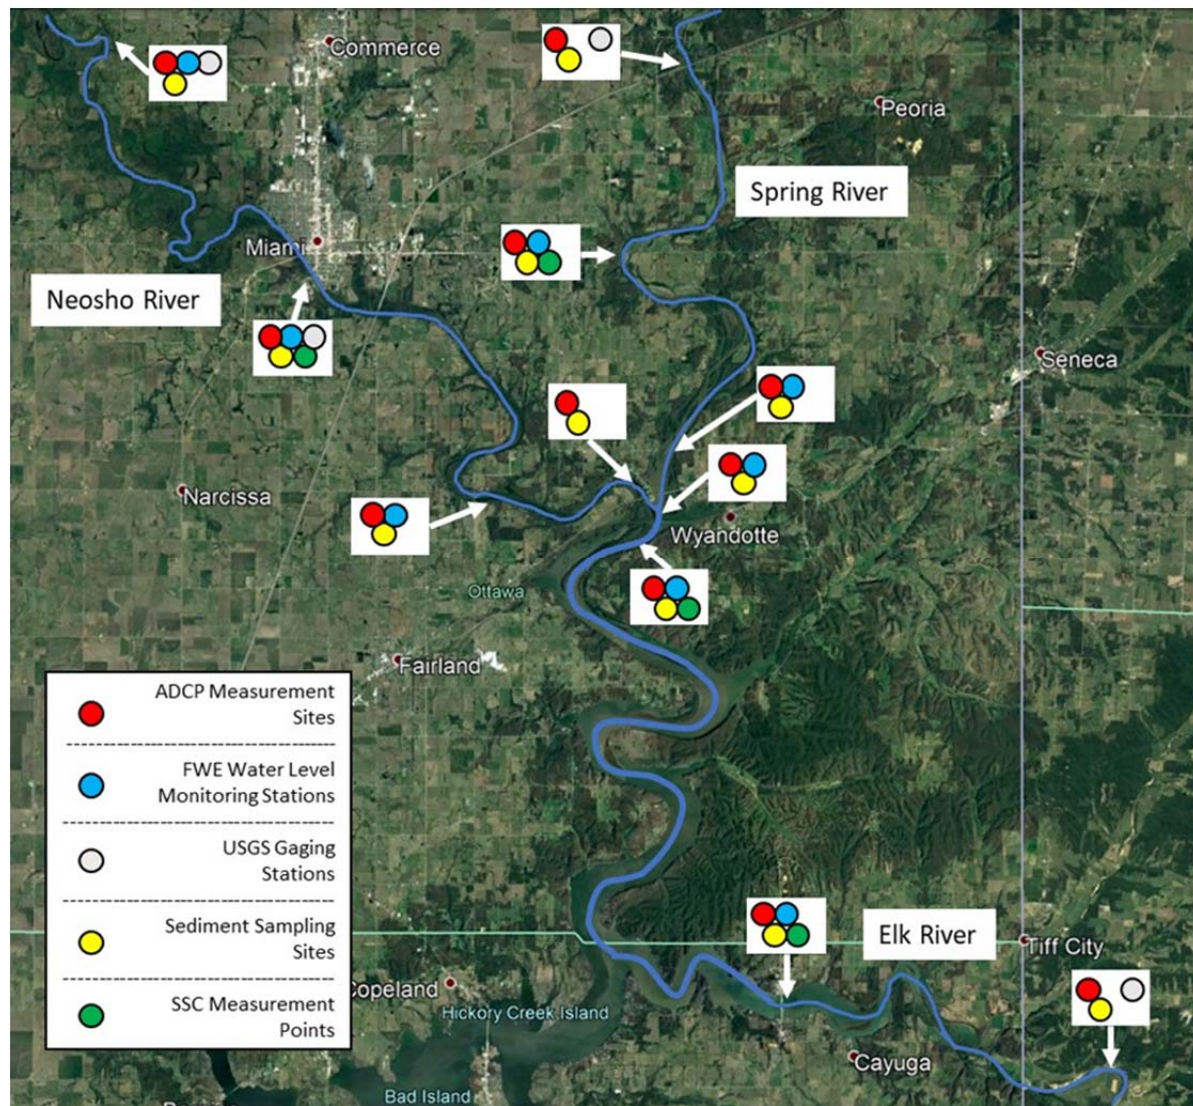 Commerce
Peoria
Spring River
Miami
Neosho River
Seneca
Narcissa
Wyandotte
Ottawa
Fairland
ADCP Measurement
Sites
FWE Water Level
Monitoring Stations
USGS Gaging
Stations
Sediment Sampling
Sites
SSC Measurement
Points
Elk River
Tiff City
Copeland
Hickory Creek Island
Cayuga
Bad Island